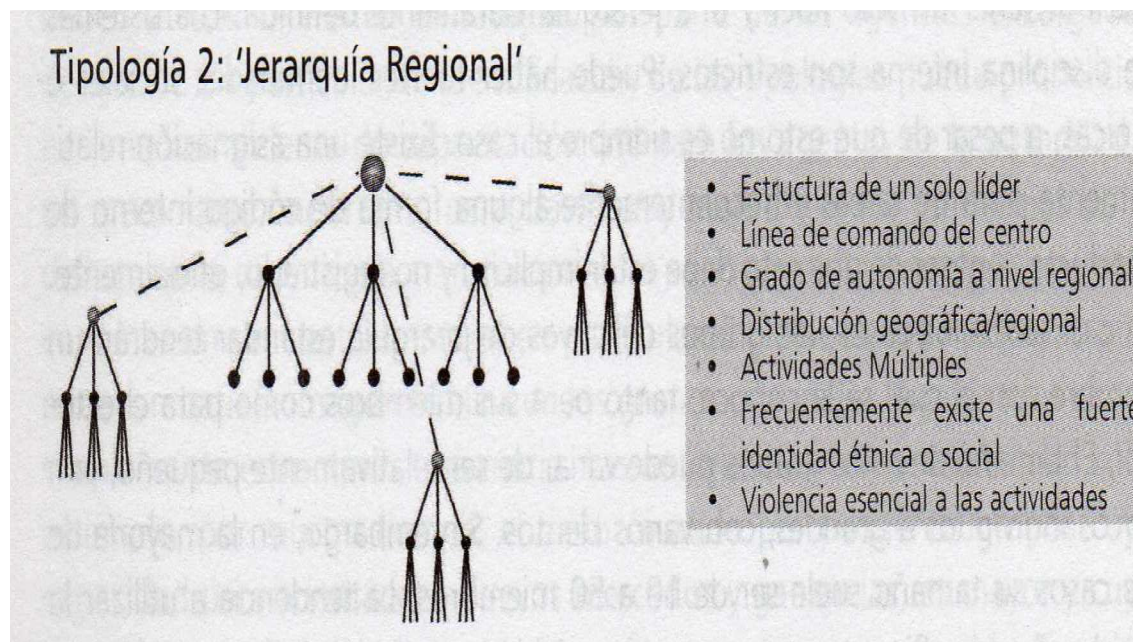 Tipología 2: 'Jerarquía Regional'
• Estructura de un solo líder
• Línea de comando del centro
• Grado de autonomía a nivel regional
• Distribución geográfica/regional
• Actividades Múltiples
• Frecuentemente existe una fuerte
identidad étnica o social
• Violencia esencial a las actividades